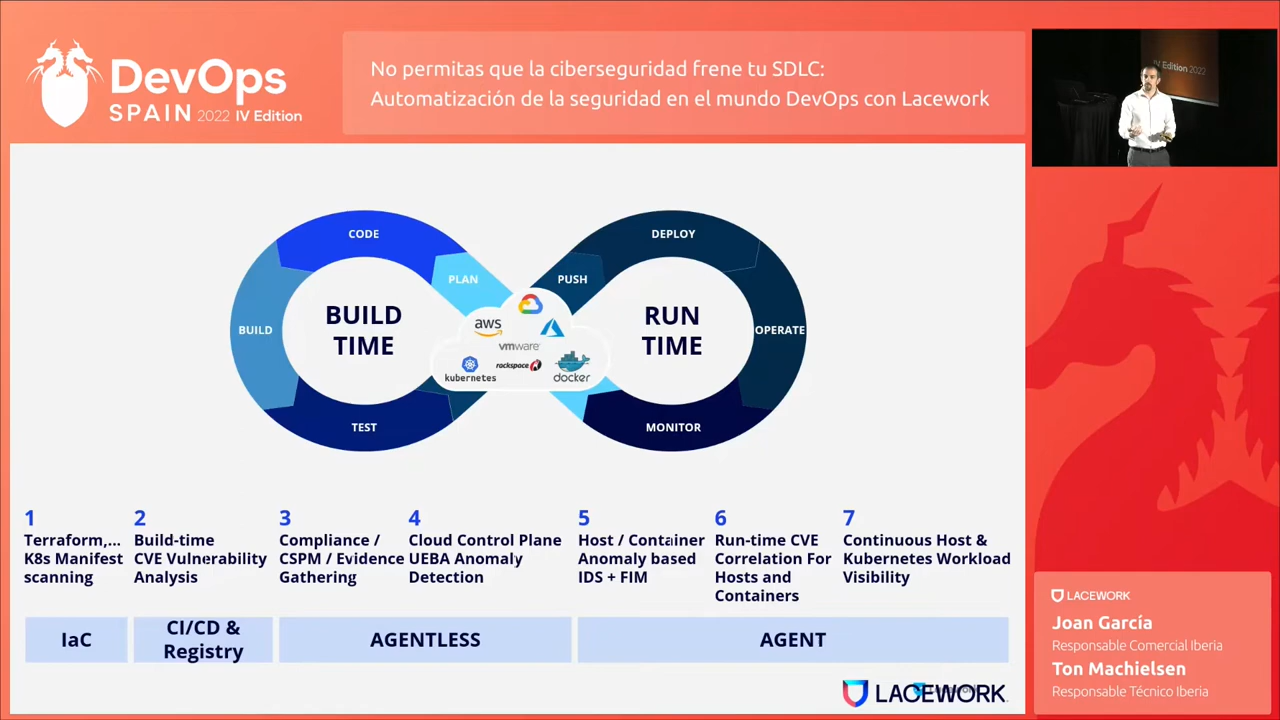 DevOps
SPAIN 2022 IV Edition
No permitas que la ciberseguridad frene tu SDLC:
Automatización de la seguridad en el mundo DevOps con Lacework
IV Edition 2022
CODE
DEPLOY
PLAN
PUSH
BUILD
BUILD
TIME
RUN
TIME
OPERATE
aws
vmware
kubernetes
rackspace
docker
TEST
MONITOR
1
Terraform,...
K8s Manifest
scanning
2
Build-time
CVE Vulnerability
Analysis
3
Compliance /
CSPM / Evidence
Gathering
4
Cloud Control Plane
UEBA Anomaly
Detection
5
Host / Container
Anomaly based
IDS + FIM
6
Run-time CVE
Correlation For
Hosts and
Containers
7
Continuous Host &
Kubernetes Workload
Visibility
IaC
CI/CD &
Registry
AGENTLESS
AGENT
LACEWORK
LACEWORK
Joan García
Responsable Comercial Iberia
Ton Machielsen
Responsable Técnico Iberia